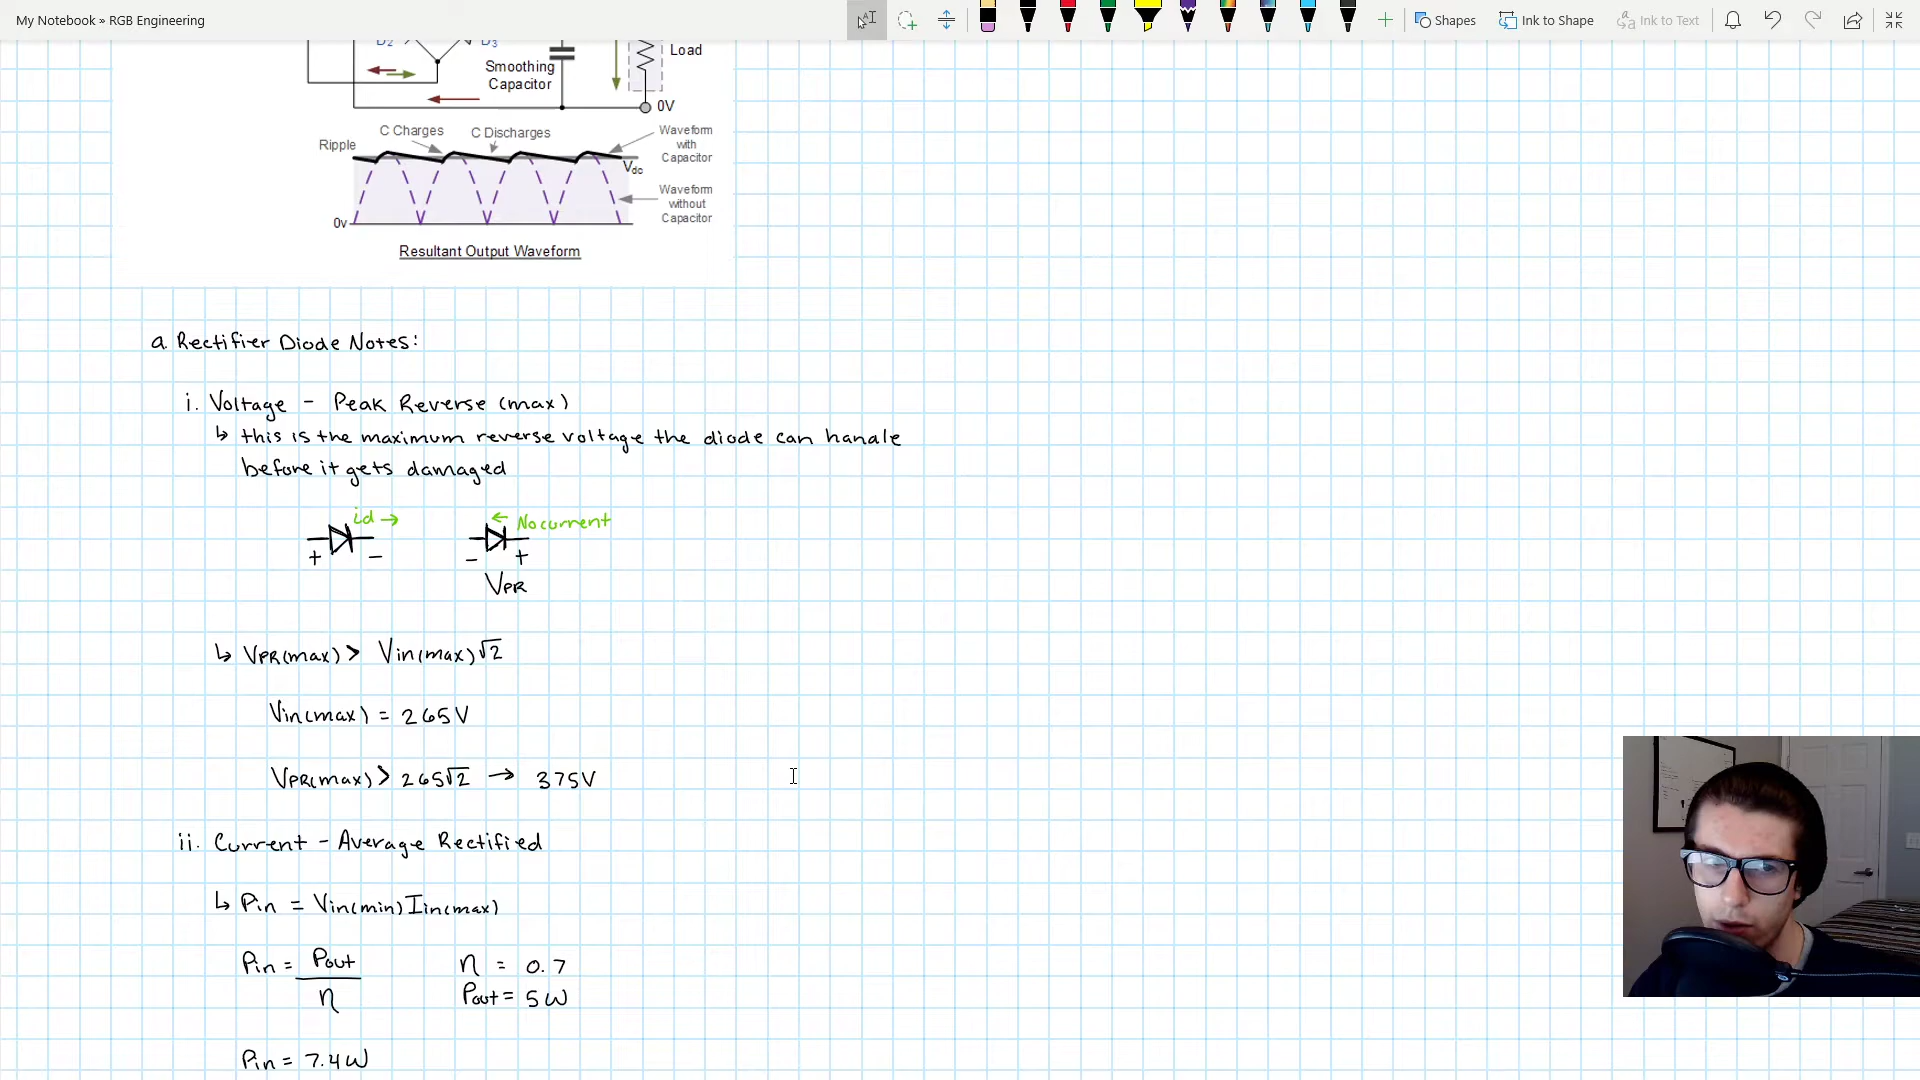 My Notebook » RGB Engineering
Shapes
Ink to Shape
Ink to Text
D2
D3
Smoothing
Capacitor
Load
0V
C Charges
C Discharges
Ripple
Waveform
with
Capacitor
Vdc
Waveform
without
Capacitor
0v
Resultant Output Waveform
a. Rectifier Diode Notes:
i. Voltage - Peak Reverse (max)
↳ this is the maximum reverse voltage the diode can handle
before it gets damaged
id →
← No current
+ -
- +
VPR
↳ VPR(max) > Vin(max)√2
Vin(max) = 265V
VPR(max) > 265√2 → 375V
ii. Current - Average Rectified
↳ Pin = Vin(min)Iin(max)
Pin = Pout
η
η = 0.7
Pout = 5W
Pin = 7.4W